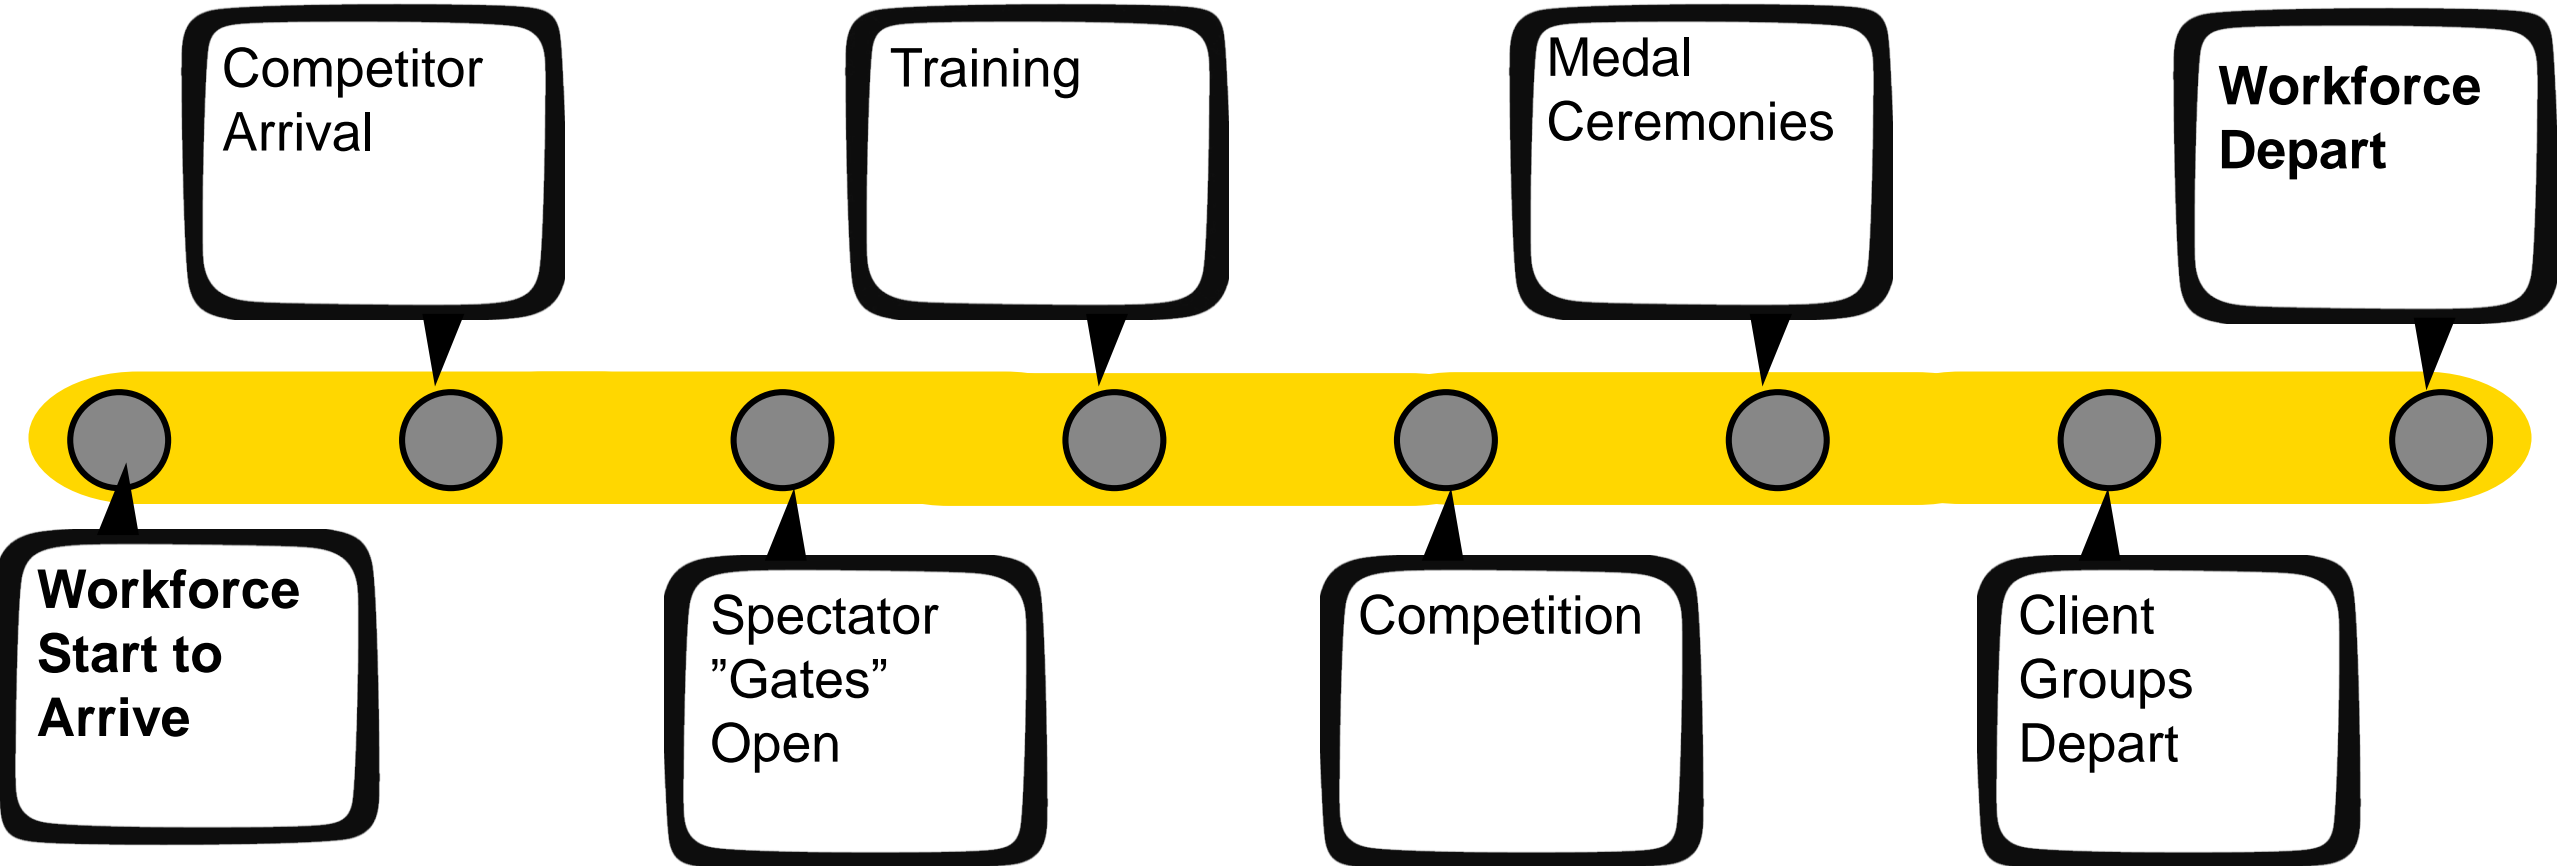 Workforce
Start to
Arrive
Competitor
Arrival
Spectator
”Gates”
Open
Training
Competition
Medal
Ceremonies
Client
Groups
Depart
Workforce
Depart